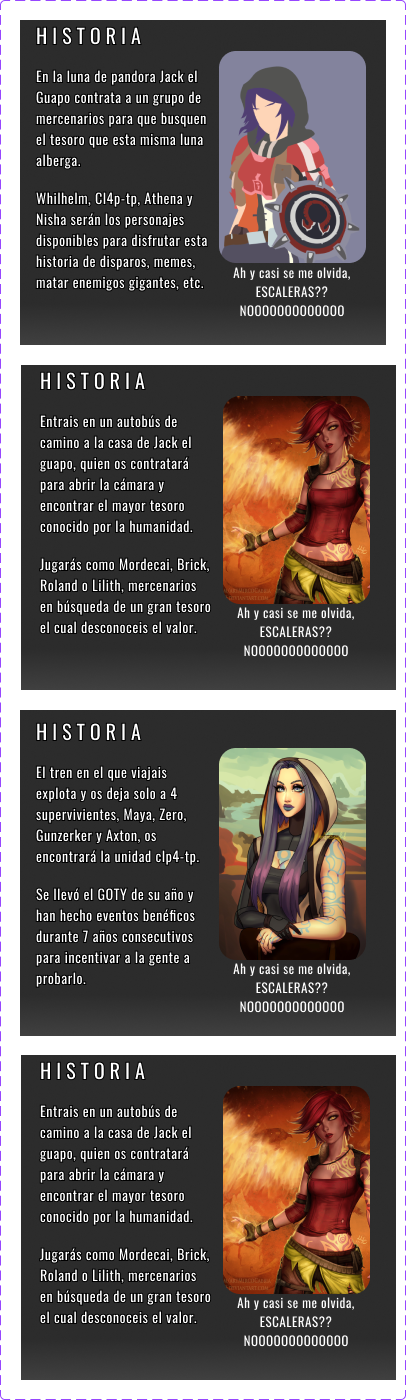 HISTORIA
En la luna de pandora Jack el
Guapo contrata a un grupo de
mercenarios para que busquen
el tesoro que esta misma luna
alberga.
Whilhelm, Cl4p-tp, Athena y
Nisha serán los personajes
disponibles para disfrutar esta
historia de disparos, memes,
matar enemigos gigantes, etc.
Ah y casi se me olvida,
ESCALERAS??
NOOOOOOOOOOOOO
HISTORIA
Entrais en un autobús de
camino a la casa de Jack el
guapo, quien os contratará
para abrir la cámara y
encontrar el mayor tesoro
conocido por la humanidad.
Jugarás como Mordecai, Brick,
Roland o Lilith, mercenarios
en búsqueda de un gran tesoro
el cual desconoceis el valor.
Ah y casi se me olvida,
ESCALERAS??
NOOOOOOOOOOOOO
HISTORIA
El tren en el que viajais
explota y os deja solo a 4
supervivientes, Maya, Zero,
Gunzerker y Axton, os
encontrará la unidad clp4-tp.
Se llevó el GOTY de su año y
han hecho eventos benéficos
durante 7 años consecutivos
para incentivar a la gente a
probarlo.
Ah y casi se me olvida,
ESCALERAS??
NOOOOOOOOOOOOO
HISTORIA
Entrais en un autobús de
camino a la casa de Jack el
guapo, quien os contratará
para abrir la cámara y
encontrar el mayor tesoro
conocido por la humanidad.
Jugarás como Mordecai, Brick,
Roland o Lilith, mercenarios
en búsqueda de un gran tesoro
el cual desconoceis el valor.
Ah y casi se me olvida,
ESCALERAS??
NOOOOOOOOOOOOO